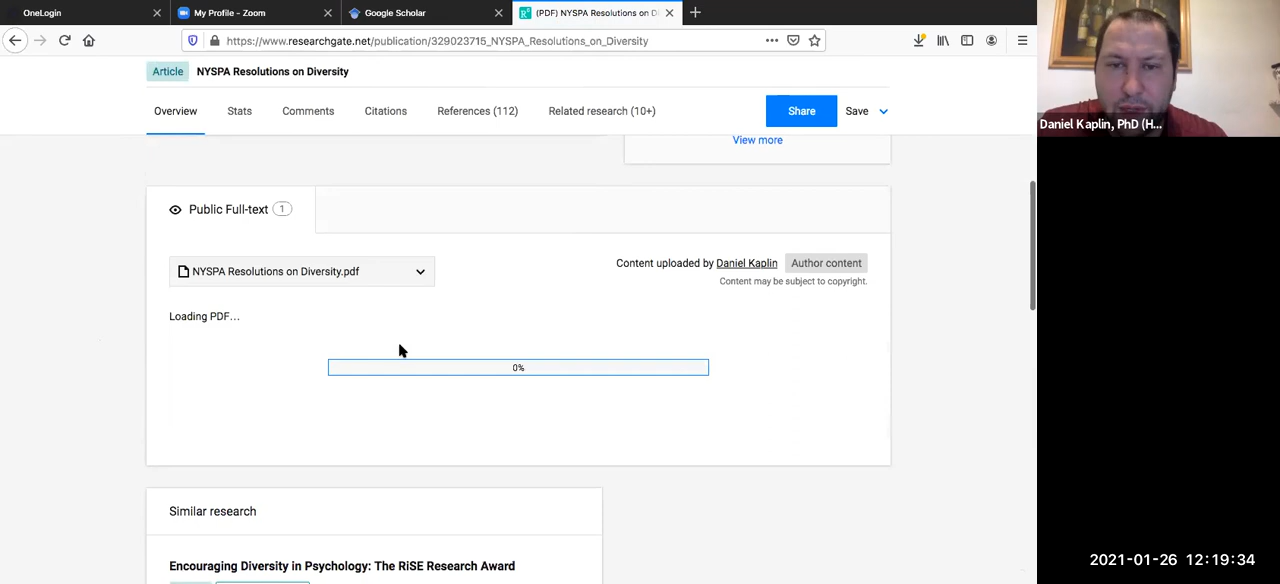 OneLogin
My Profile - Zoom
Google Scholar
(PDF) NYSPA Resolutions on Di
https://www.researchgate.net/publication/329023715_NYSPA_Resolutions_on_Diversity
Article NYSPA Resolutions on Diversity
Overview Stats Comments Citations References (112) Related research (10+) Share Save
View more
Public Full-text 1
NYSPA Resolutions on Diversity.pdf
Content uploaded by Daniel Kaplin Author content
Content may be subject to copyright.
Loading PDF...
0%
Similar research
Encouraging Diversity in Psychology: The RiSE Research Award
Daniel Kaplin, PhD (H...
2021-01-26 12:19:34